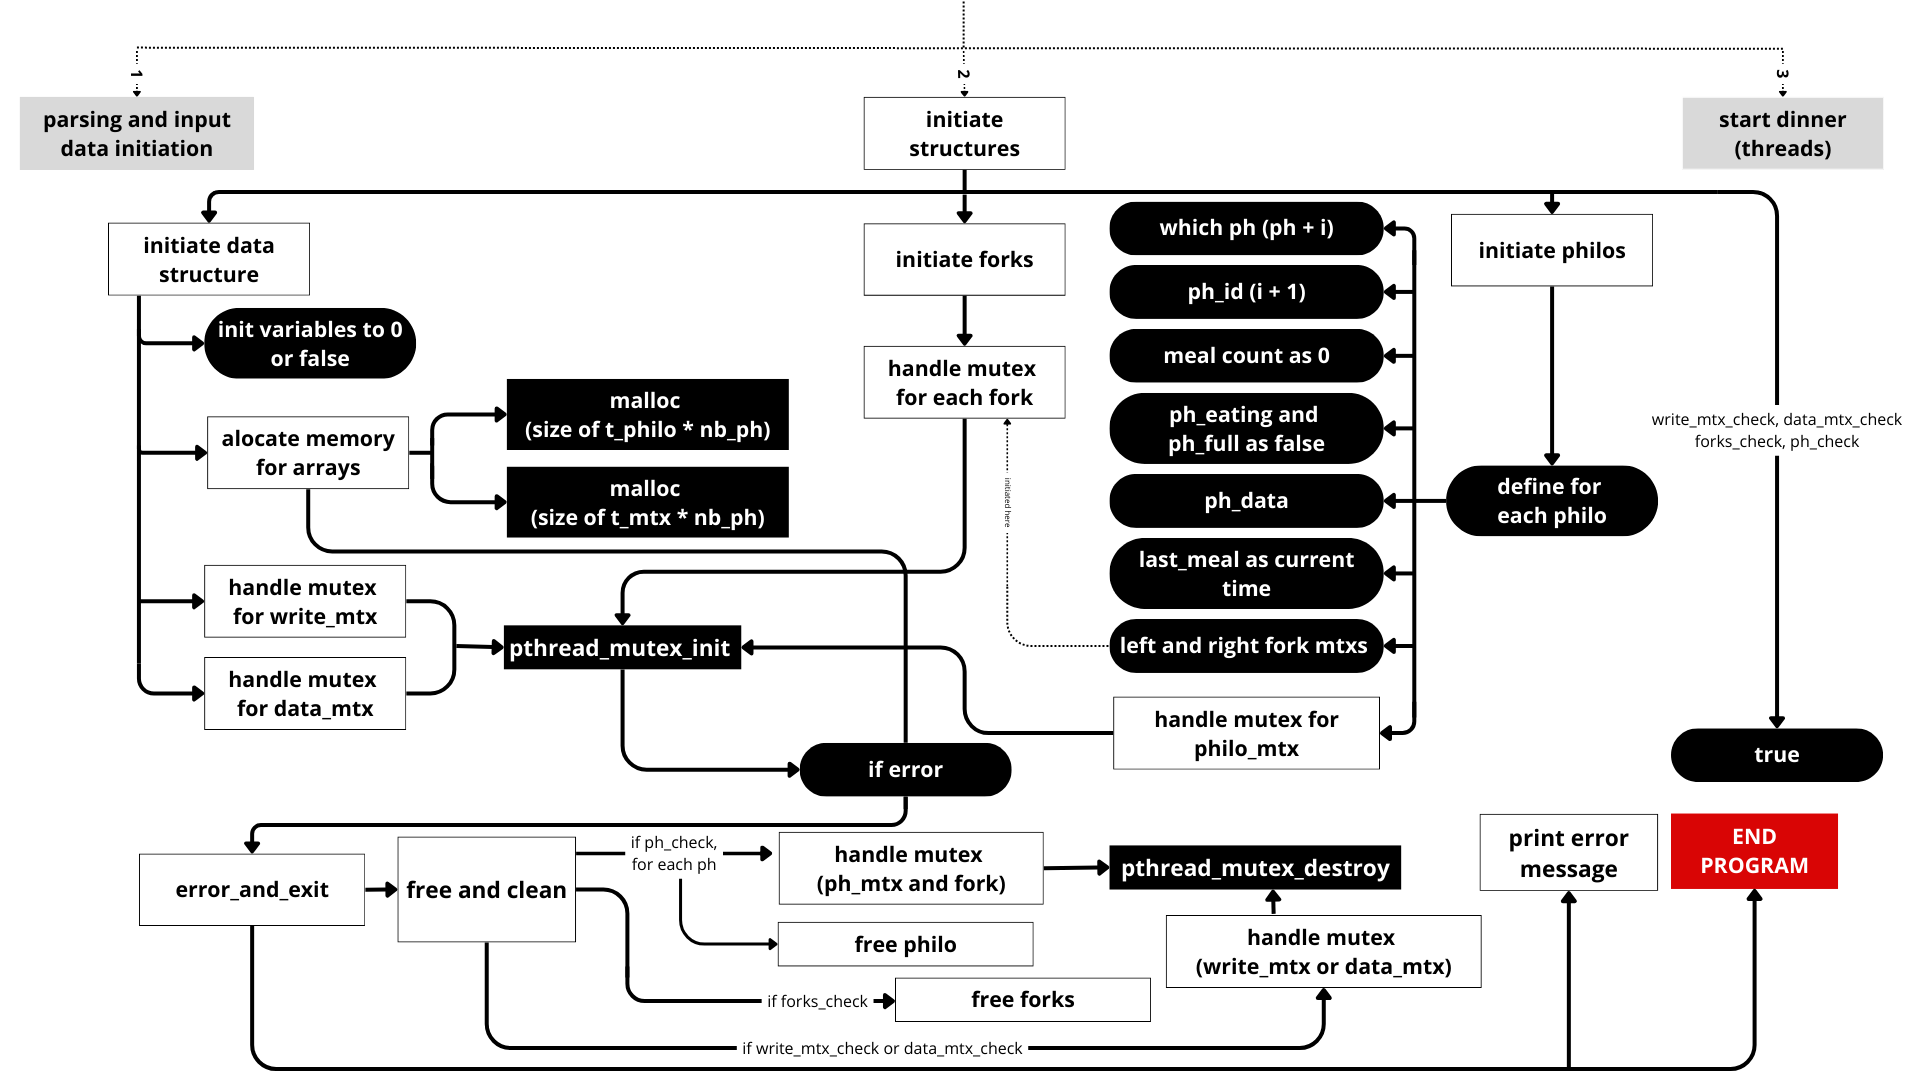 1
2
3
parsing and input
data initiation
initiate
structures
start dinner
(threads)
initiate data
structure
initiate forks
which ph (ph + i)
initiate philos
ph_id (i + 1)
init variables to 0
or false
meal count as 0
handle mutex
for each fork
malloc
(size of t_philo * nb_ph)
alocate memory
for arrays
ph_eating and
ph_full as false
write_mtx_check, data_mtx_check
forks_check, ph_check
malloc
(size of t_mtx * nb_ph)
initiated here
ph_data
define for
each philo
last_meal as current
time
handle mutex
for write_mtx
pthread_mutex_init
left and right fork mtxs
handle mutex
for data_mtx
handle mutex for
philo_mtx
if error
true
error_and_exit
free and clean
if ph_check,
for each ph
handle mutex
(ph_mtx and fork)
pthread_mutex_destroy
print error
message
END
PROGRAM
free philo
handle mutex
(write_mtx or data_mtx)
if forks_check
free forks
if write_mtx_check or data_mtx_check